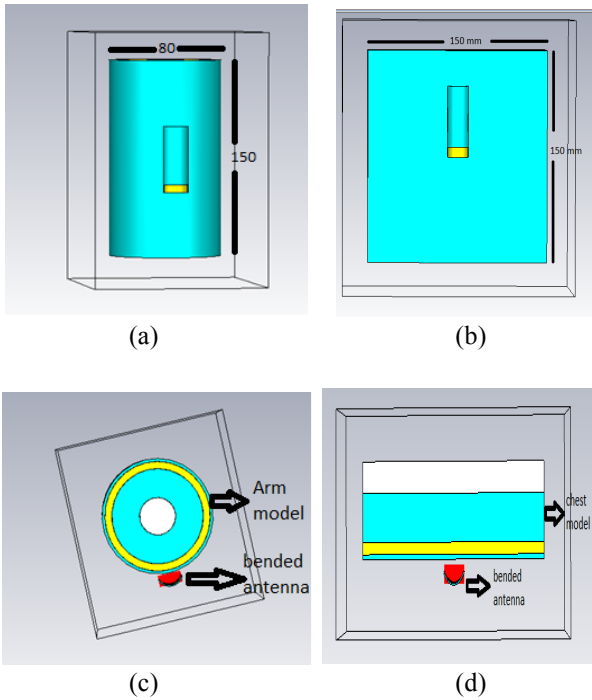 80
150
(a)
150 mm
150 mm
(b)
Arm
model
bended
antenna
(c)
chest
model
bended
antenna
(d)